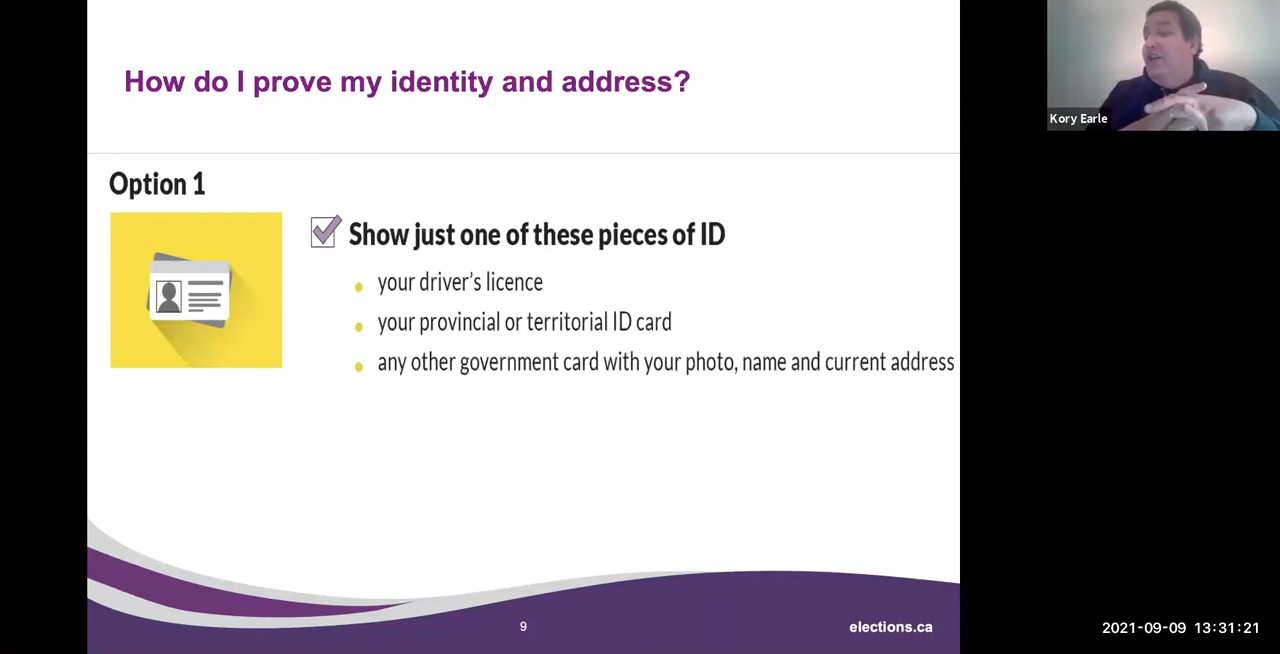 How do I prove my identity and address?
Kory Earle
Option 1
Show just one of these pieces of ID
your driver's licence
your provincial or territorial ID card
any other government card with your photo, name and current address
9
elections.ca
2021-09-09 13:31:21